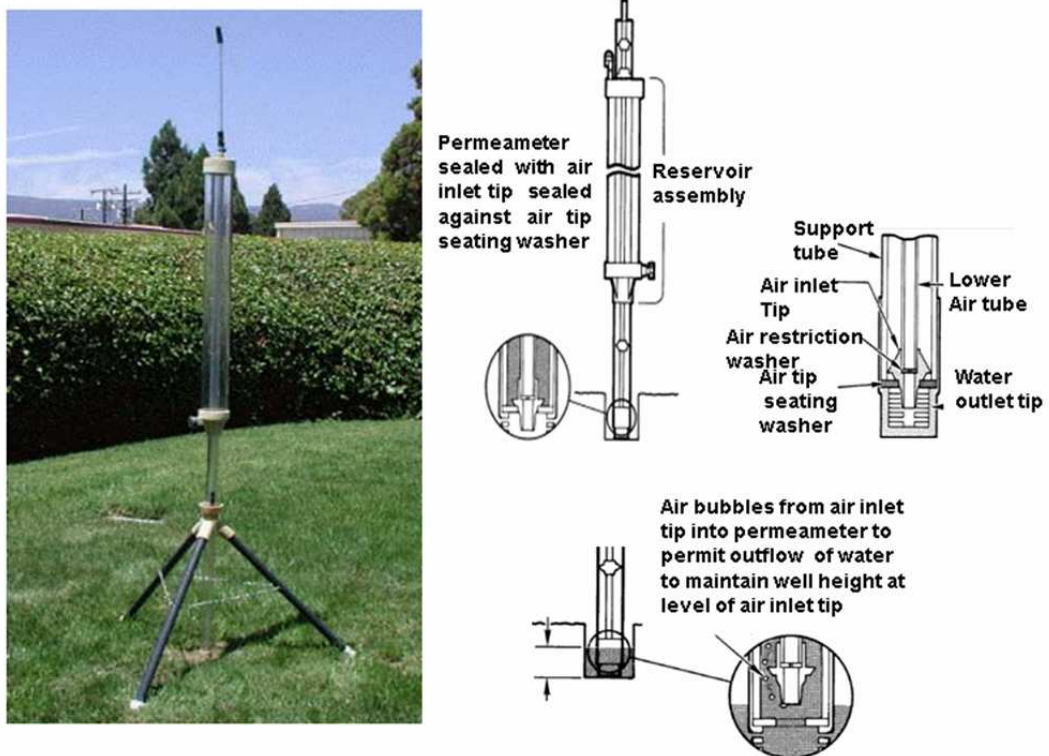 Permeameter
sealed with air
inlet tip sealed
against air tip
seating washer
Reservoir
assembly
Support
tube
Air inlet
Tip
Lower
Air tube
Air restriction
washer
Air tip
seating
washer
Water
outlet tip
Air bubbles from air inlet
tip into permeameter to
permit outflow of water
to maintain well height at
level of air inlet tip